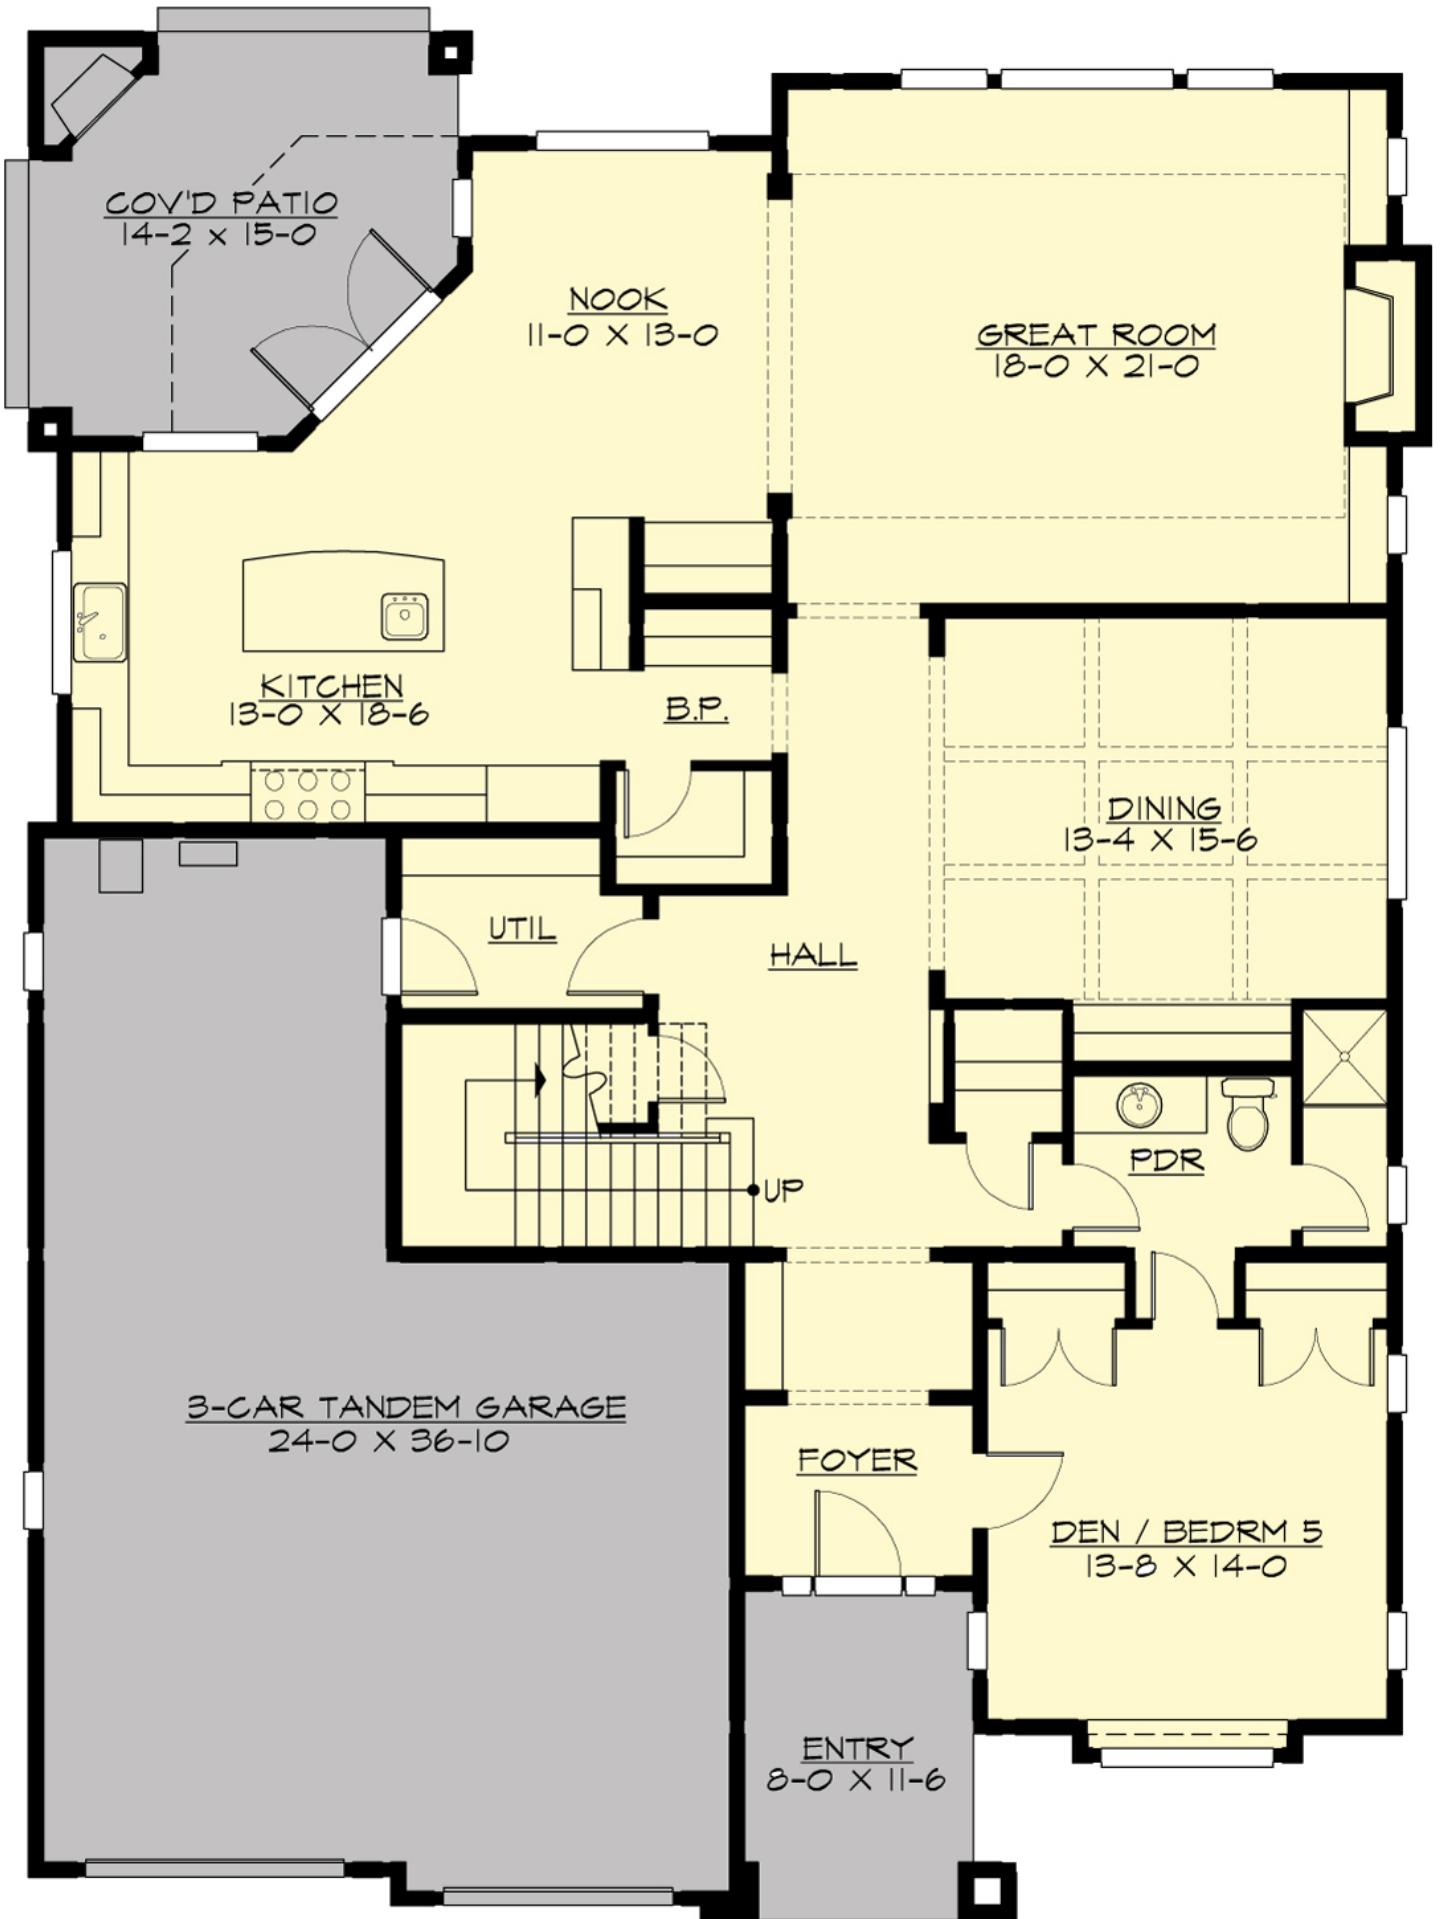 COV'D PATIO
14-2 x 15-0
NOOK
11-0 X 13-0
GREAT ROOM
18-0 X 21-0
KITCHEN
13-0 X 18-6
B.P.
DINING
13-4 X 15-6
UTIL
HALL
PDR
UP
3-CAR TANDEM GARAGE
24-0 X 36-10
FOYER
DEN / BEDRM 5
13-8 X 14-0
ENTRY
8-0 X 11-6